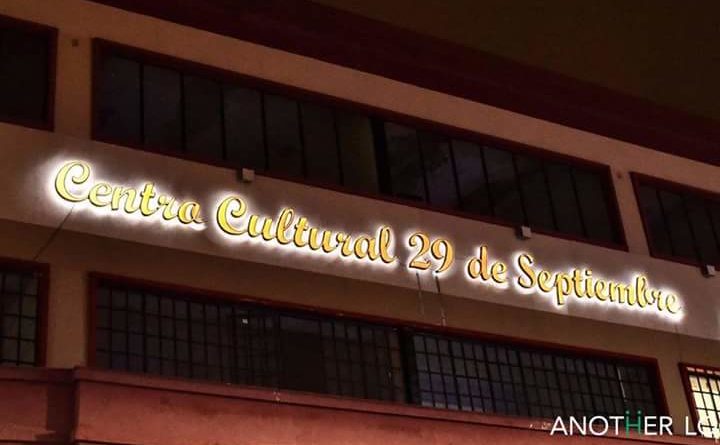 Centro Cultural 29 de Septiembre
ANOTHER